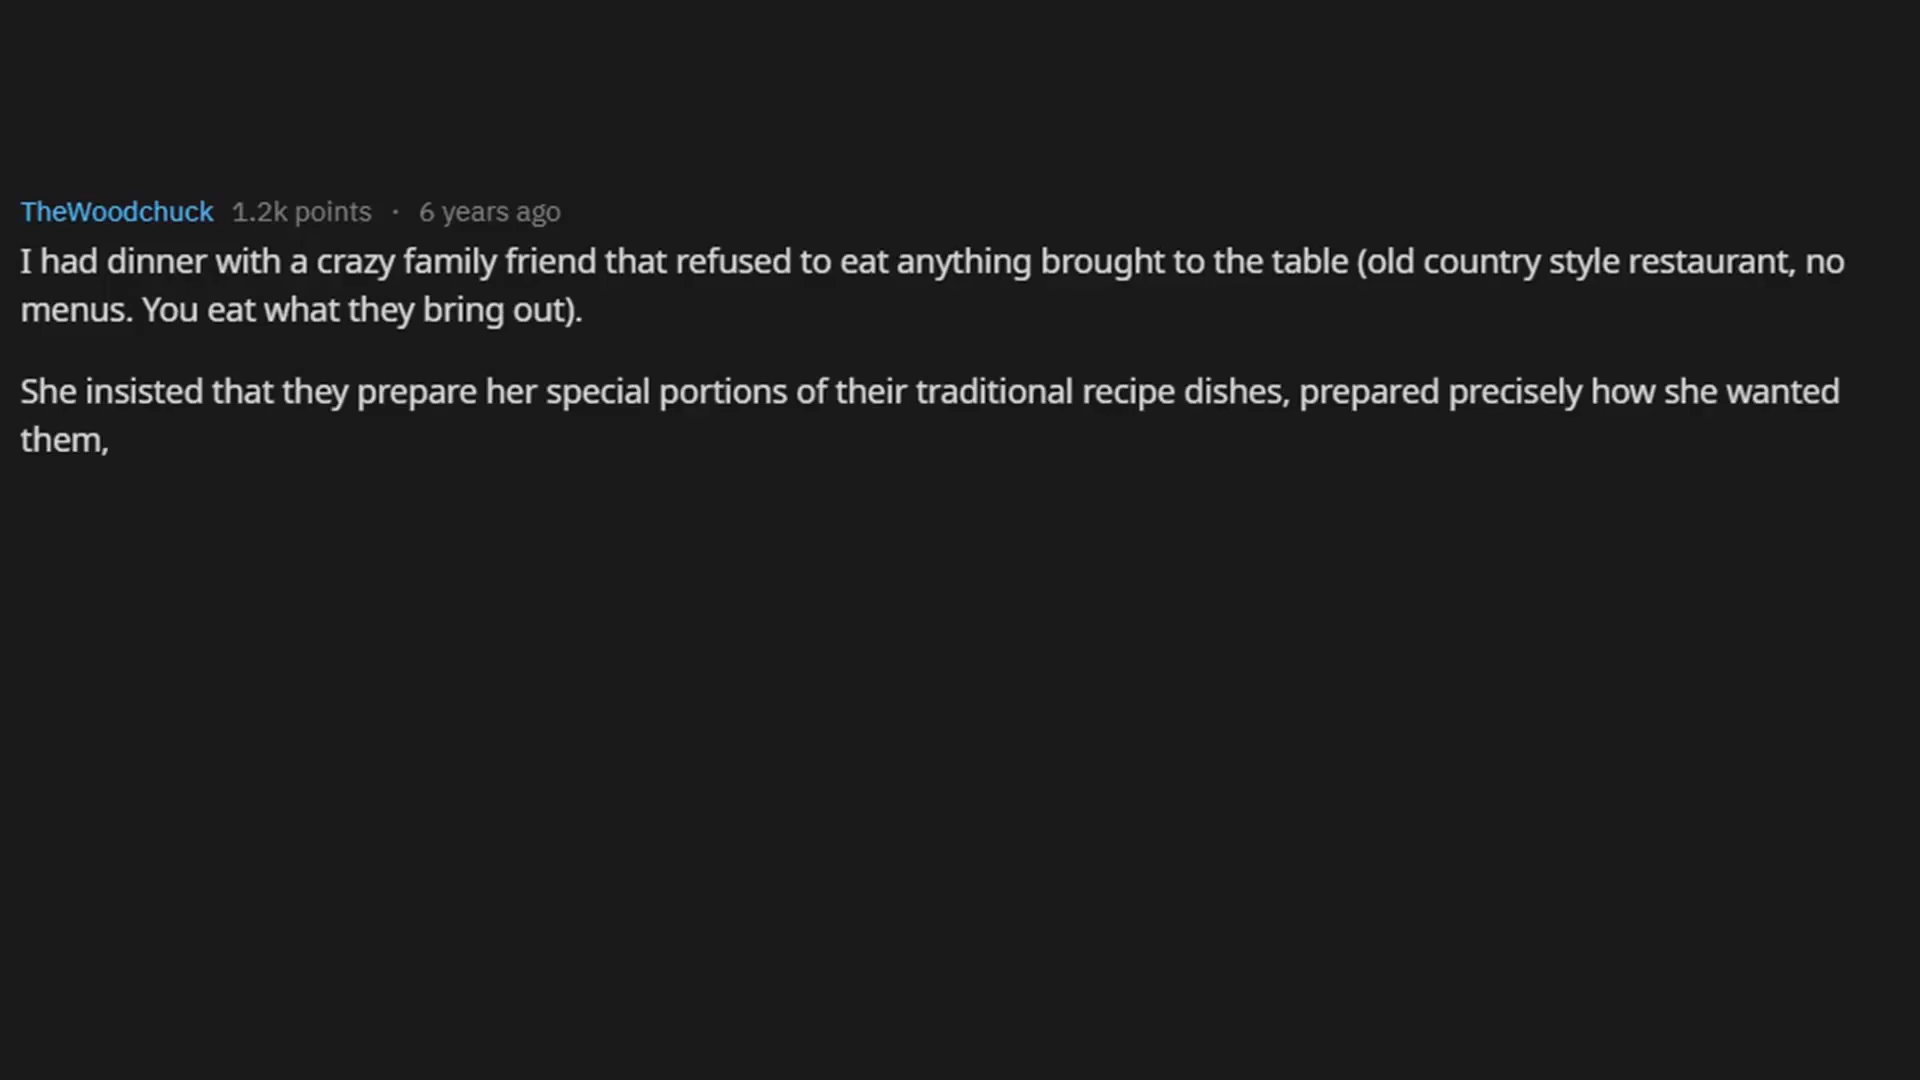 TheWoodchuck 1.2k points · 6 years ago
I had dinner with a crazy family friend that refused to eat anything brought to the table (old country style restaurant, no
menus. You eat what they bring out).
She insisted that they prepare her special portions of their traditional recipe dishes, prepared precisely how she wanted
them,